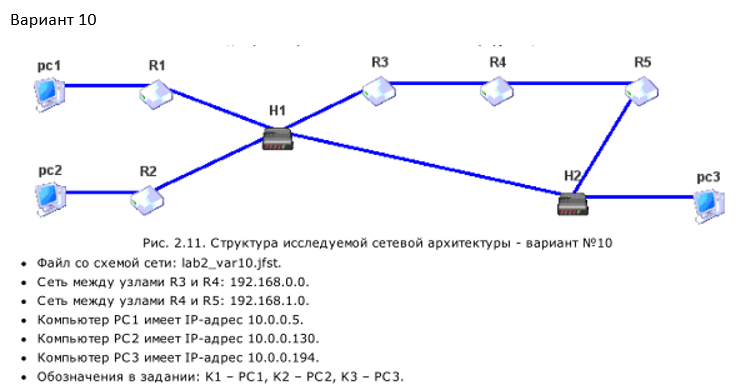 Вариант 10
pc1
R1
R3
R4
R5
H1
pc2
R2
H2
pc3
Рис. 2.11. Структура исследуемой сетевой архитектуры - вариант №10
Файл со схемой сети: lab2_var10.jfst.
Сеть между узлами R3 и R4: 192.168.0.0.
Сеть между узлами R4 и R5: 192.168.1.0.
Компьютер PC1 имеет IP-адрес 10.0.0.5.
Компьютер PC2 имеет IP-адрес 10.0.0.130.
Компьютер PC3 имеет IP-адрес 10.0.0.194.
Обозначения в задании: K1 – PC1, K2 – PC2, K3 – PC3.